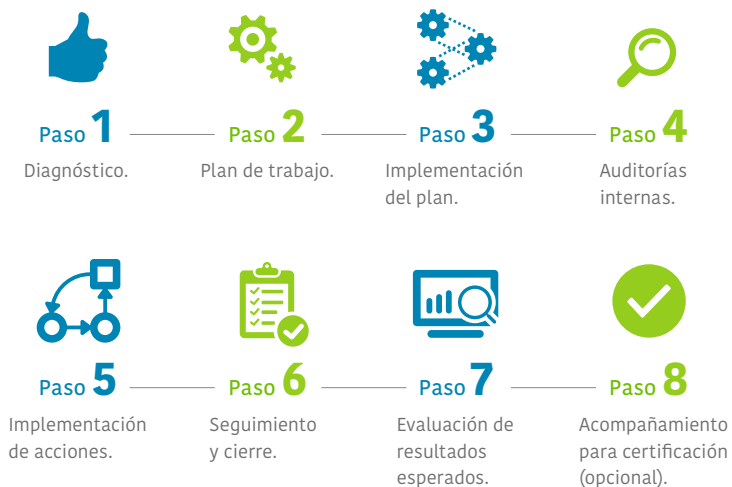 Paso 1
Diagnóstico.
Paso 2
Plan de trabajo.
Paso 3
Implementación
del plan.
Paso 4
Auditorías
internas.
Paso 5
Implementación
de acciones.
Paso 6
Seguimiento
y cierre.
Paso 7
Evaluación de
resultados
esperados.
Paso 8
Acompañamiento
para certificación
(opcional).